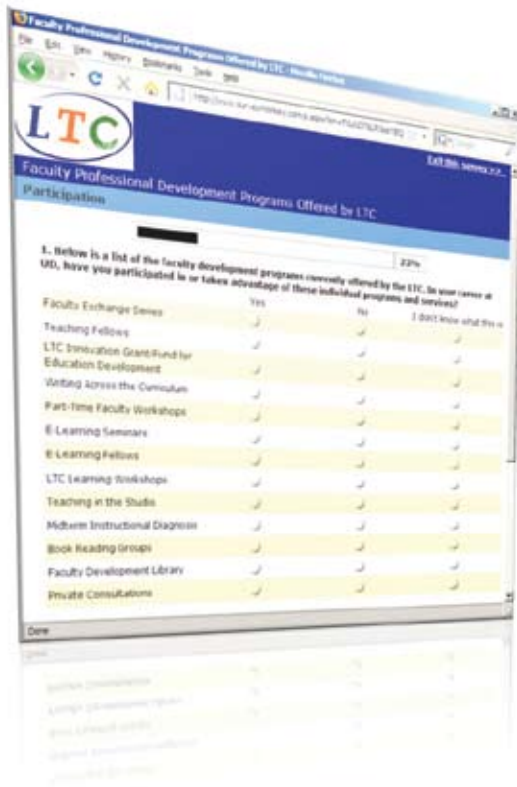 Faculty Professional Development Programs Offered by LTC - Mozilla Firefox
File Edit View History Bookmarks Tools Help
LTC
Exit this survey >>
Faculty Professional Development Programs Offered by LTC
Participation
22%
1. Below is a list of the faculty development programs currently offered by the LTC. In your career at
UD, have you participated in or taken advantage of these individual programs and services?
Yes No I don't know what this is
Faculty Exchange Series
Teaching Fellows
LTC Innovation Grant/Fund for
Education Development
Writing Across the Curriculum
Part-Time Faculty Workshops
E-Learning Seminars
E-Learning Fellows
LTC Learning Workshops
Teaching in the Studio
Midterm Instructional Diagnosis
Book Reading Groups
Faculty Development Library
Private Consultations
Done